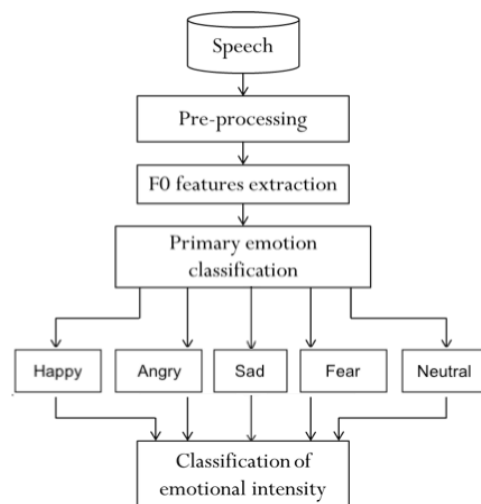 Speech
Pre-processing
F0 features extraction
Primary emotion
classification
Happy
Angry
Sad
Fear
Neutral
Classification of
emotional intensity